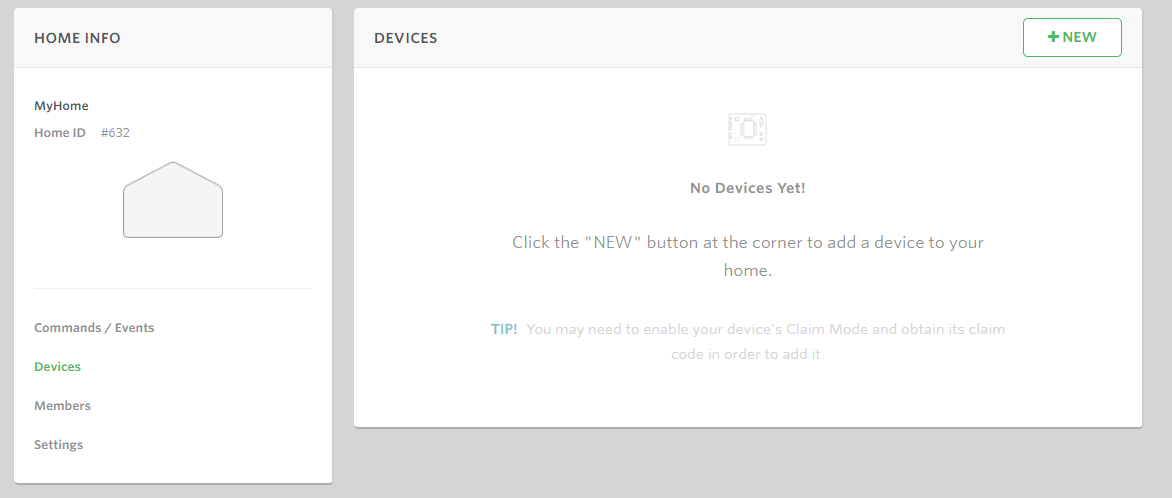 HOME INFO
MyHome
Home ID #632
Commands / Events
Devices
Members
Settings
DEVICES
+ NEW
No Devices Yet!
Click the "NEW" button at the corner to add a device to your
home.
TIP! You may need to enable your device's Claim Mode and obtain its claim
code in order to add it.